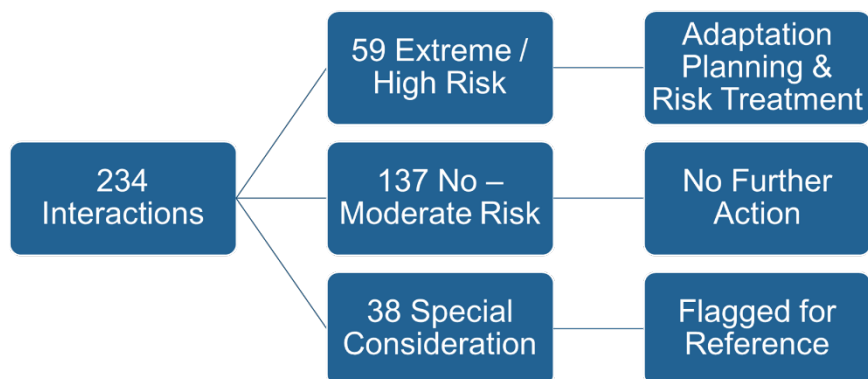 234
Interactions
59 Extreme /
High Risk
Adaptation
Planning &
Risk Treatment
137 No –
Moderate Risk
No Further
Action
38 Special
Consideration
Flagged for
Reference